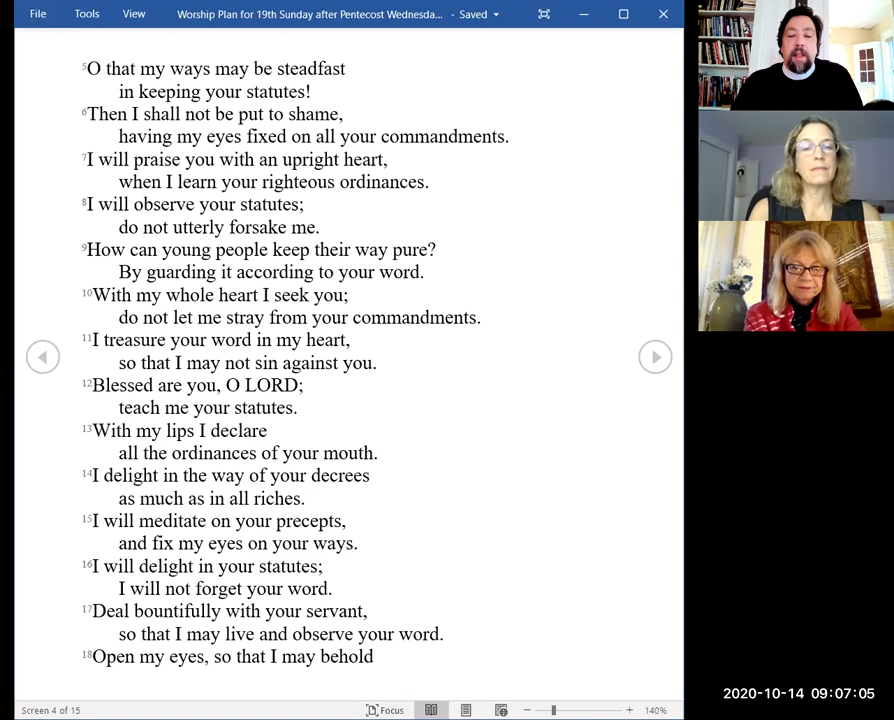 File Tools View Worship Plan for 19th Sunday after Pentecost Wednesda... - Saved
5O that my ways may be steadfast
in keeping your statutes!
6Then I shall not be put to shame,
having my eyes fixed on all your commandments.
7I will praise you with an upright heart,
when I learn your righteous ordinances.
8I will observe your statutes;
do not utterly forsake me.
9How can young people keep their way pure?
By guarding it according to your word.
10With my whole heart I seek you;
do not let me stray from your commandments.
11I treasure your word in my heart,
so that I may not sin against you.
12Blessed are you, O LORD;
teach me your statutes.
13With my lips I declare
all the ordinances of your mouth.
14I delight in the way of your decrees
as much as in all riches.
15I will meditate on your precepts,
and fix my eyes on your ways.
16I will delight in your statutes;
I will not forget your word.
17Deal bountifully with your servant,
so that I may live and observe your word.
18Open my eyes, so that I may behold
2020-10-14 09:07:05
Screen 4 of 15 Focus 140%